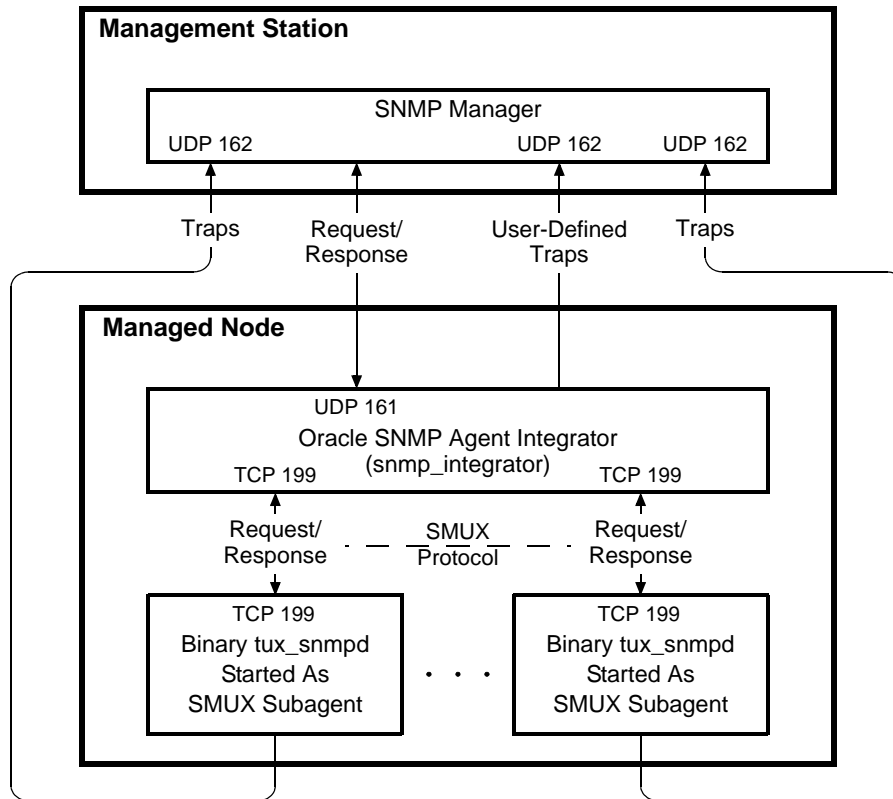 Management Station
SNMP Manager
UDP 162
UDP 162
UDP 162
Traps
Request/
Response
User-Defined
Traps
Traps
Managed Node
UDP 161
Oracle SNMP Agent Integrator
(snmp_integrator)
TCP 199
TCP 199
Request/
Response
SMUX
Protocol
Request/
Response
TCP 199
Binary tux_snmpd
Started As
SMUX Subagent
. . .
TCP 199
Binary tux_snmpd
Started As
SMUX Subagent